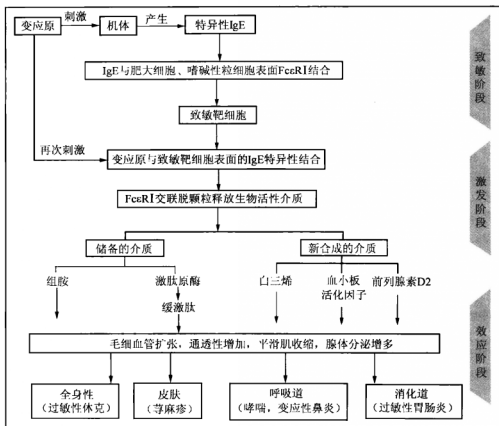 变应原 刺激 机体 产生 特异性IgE
IgE与肥大细胞、嗜碱性粒细胞表面FcεRⅠ结合
致敏靶细胞
致敏阶段
再次刺激
变应原与致敏靶细胞表面的IgE特异性结合
FcεRⅠ交联脱颗粒释放生物活性介质
激发阶段
储备的介质 新合成的介质
组胺 激肽原酶 白三烯 血小板 前列腺素D2
活化因子
缓激肽
毛细血管扩张，通透性增加，平滑肌收缩，腺体分泌增多
效应阶段
全身性 皮肤 呼吸道 消化道
(过敏性休克) (荨麻疹) (哮喘，变应性鼻炎) (过敏性胃肠炎)